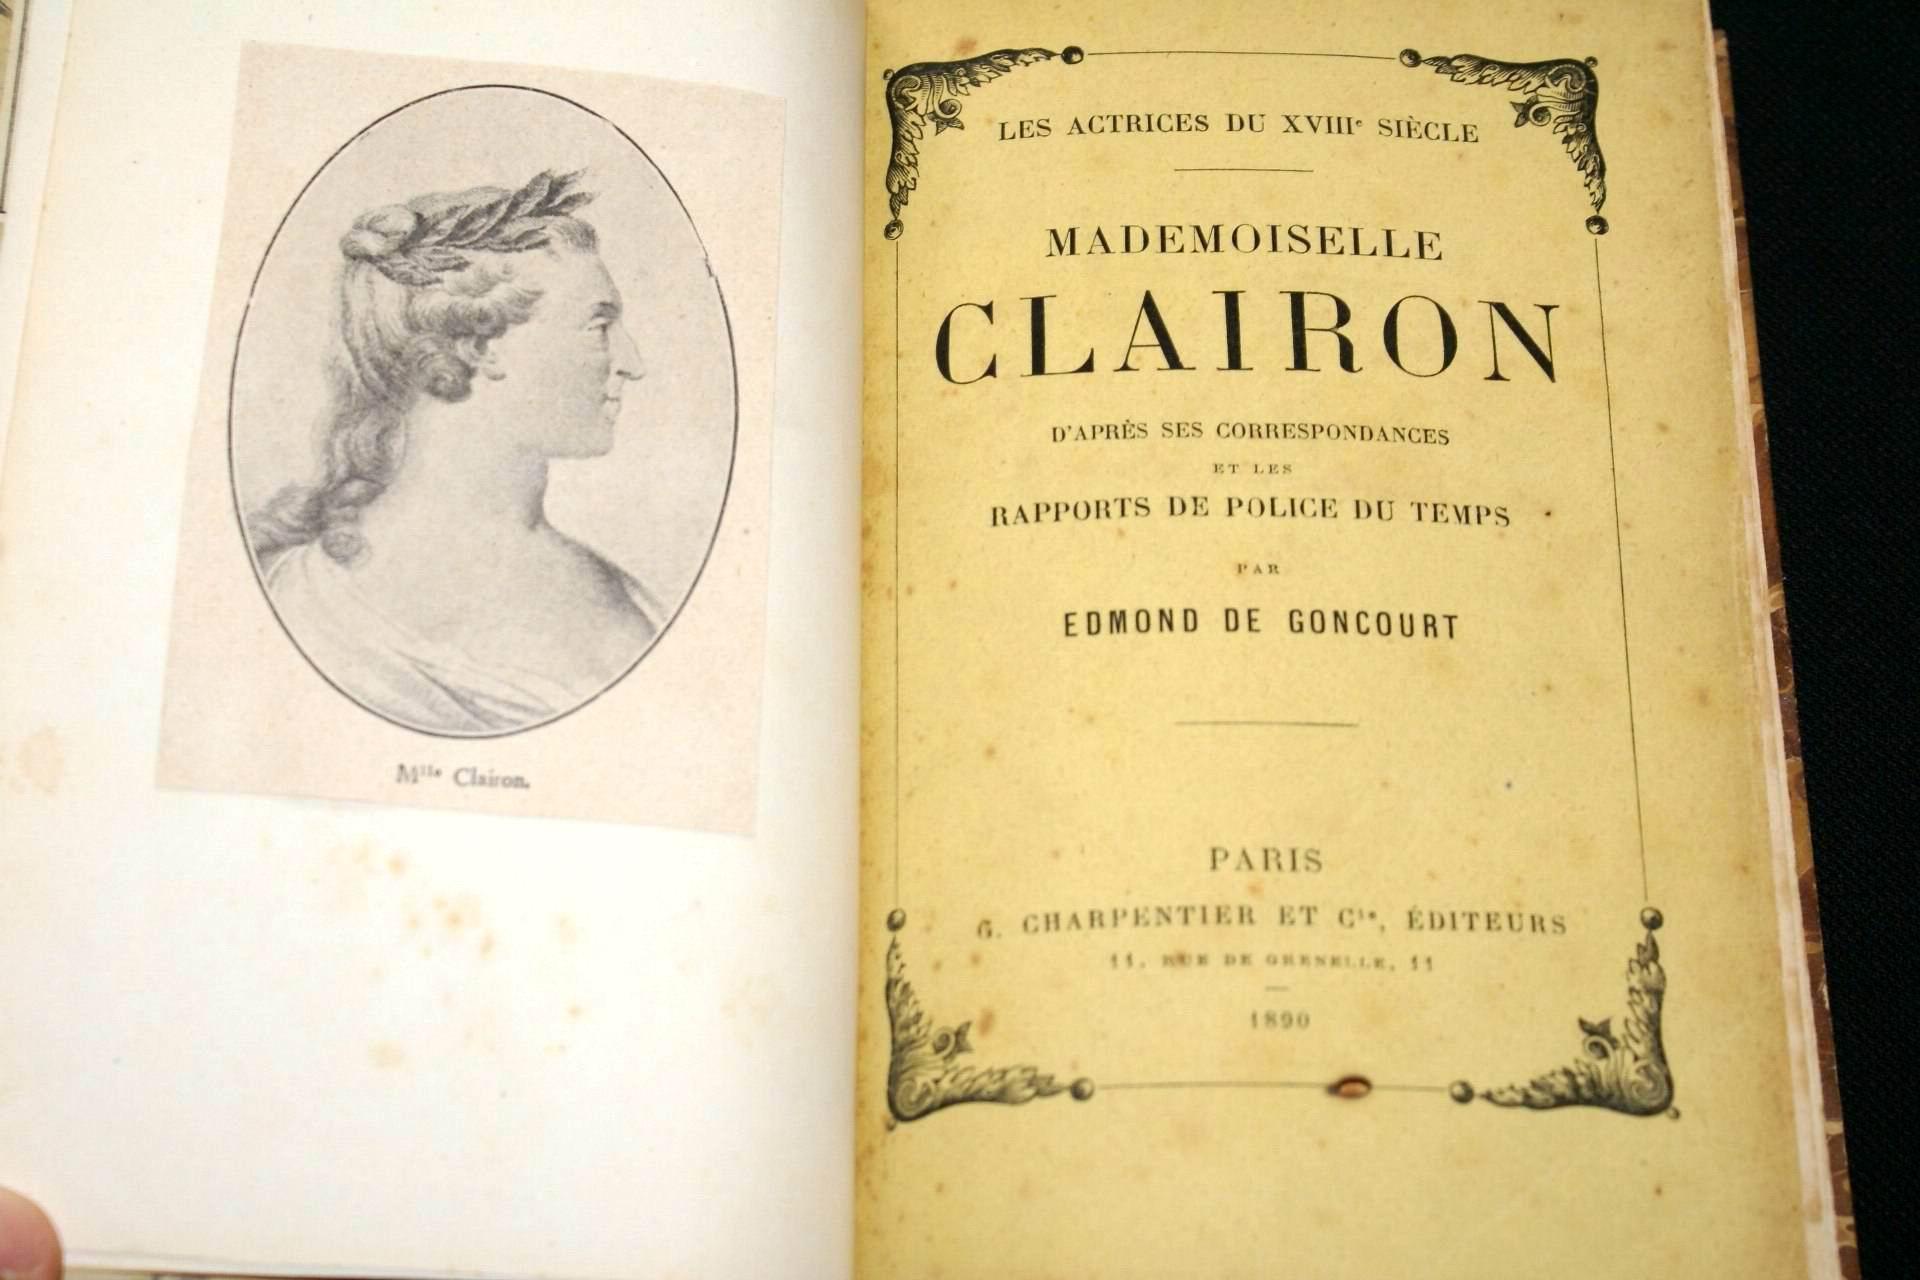 Mlle Clairon.
LES ACTRICES DU XVIIIe SIÈCLE
MADEMOISELLE
CLAIRON
D'APRÈS SES CORRESPONDANCES
ET LES
RAPPORTS DE POLICE DU TEMPS
PAR
EDMOND DE GONCOURT
PARIS
G. CHARPENTIER ET Cie, ÉDITEURS
11, RUE DE GRENELLE, 11
1890